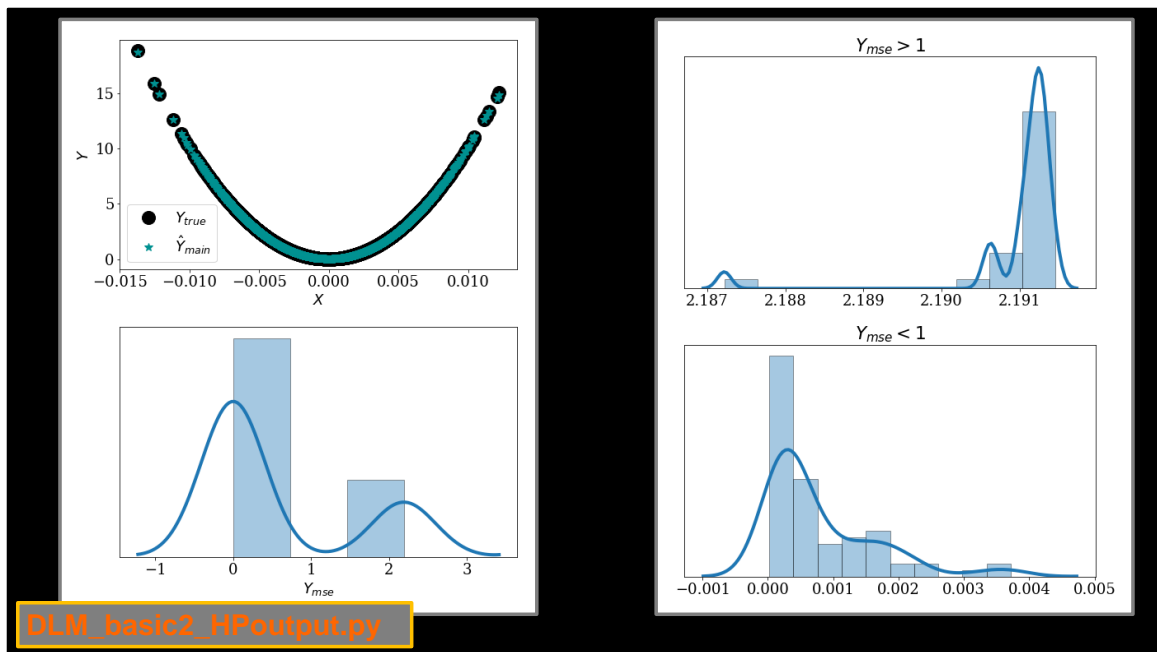 15
10
5
0
Y
Y_true
Ŷ_main
−0.015 −0.010 −0.005 0.000 0.005 0.010
X
−1 0 1 2 3
Y_mse
Y_mse > 1
2.187 2.188 2.189 2.190 2.191
Y_mse < 1
−0.001 0.000 0.001 0.002 0.003 0.004 0.005
DLM_basic2_HPoutput.py